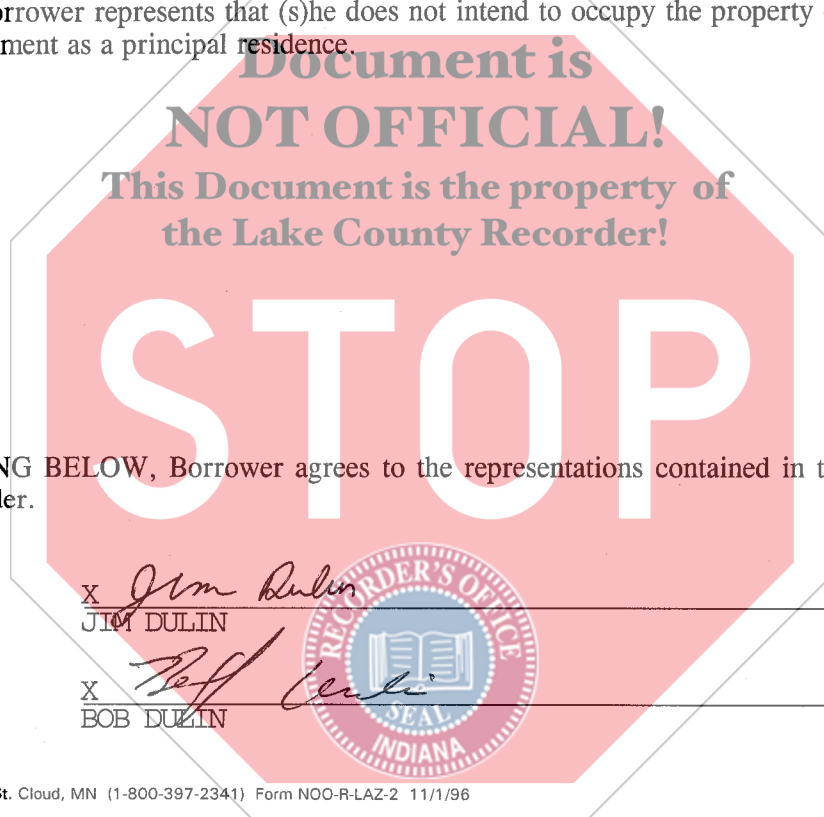 orrower represents that (s)he does not intend to occupy the property
ment as a principal residence.
Document is
NOT OFFICIAL!
This Document is the property of
the Lake County Recorder!
STOP
NG BELOW, Borrower agrees to the representations contained in t
der.
X Jim Dulin
JIM DULIN
X
BOB DULIN
RECORDER'S OFFICE
SEAL
INDIANA
St. Cloud, MN (1-800-397-2341) Form NOO-R-LAZ-2 11/1/96